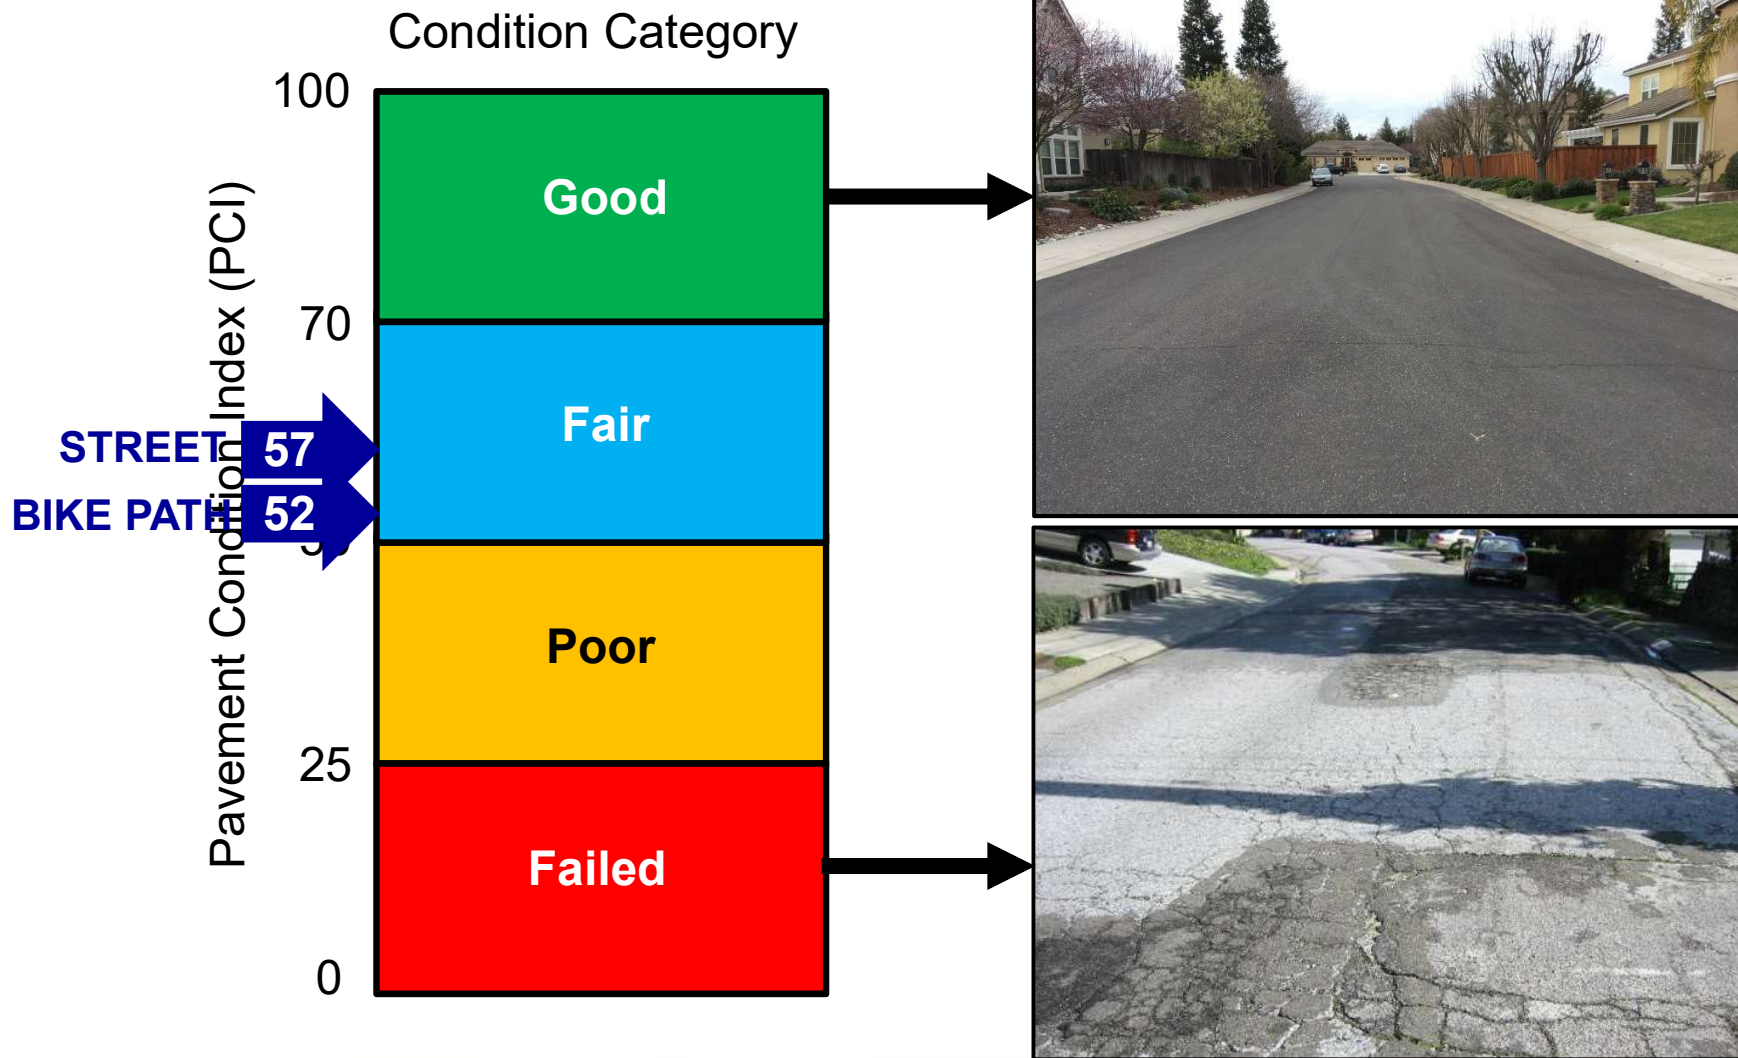 Condition Category
100
Good
70
Pavement Condition Index (PCI)
Fair
STREET 57
BIKE PATH 52
Poor
25
Failed
0